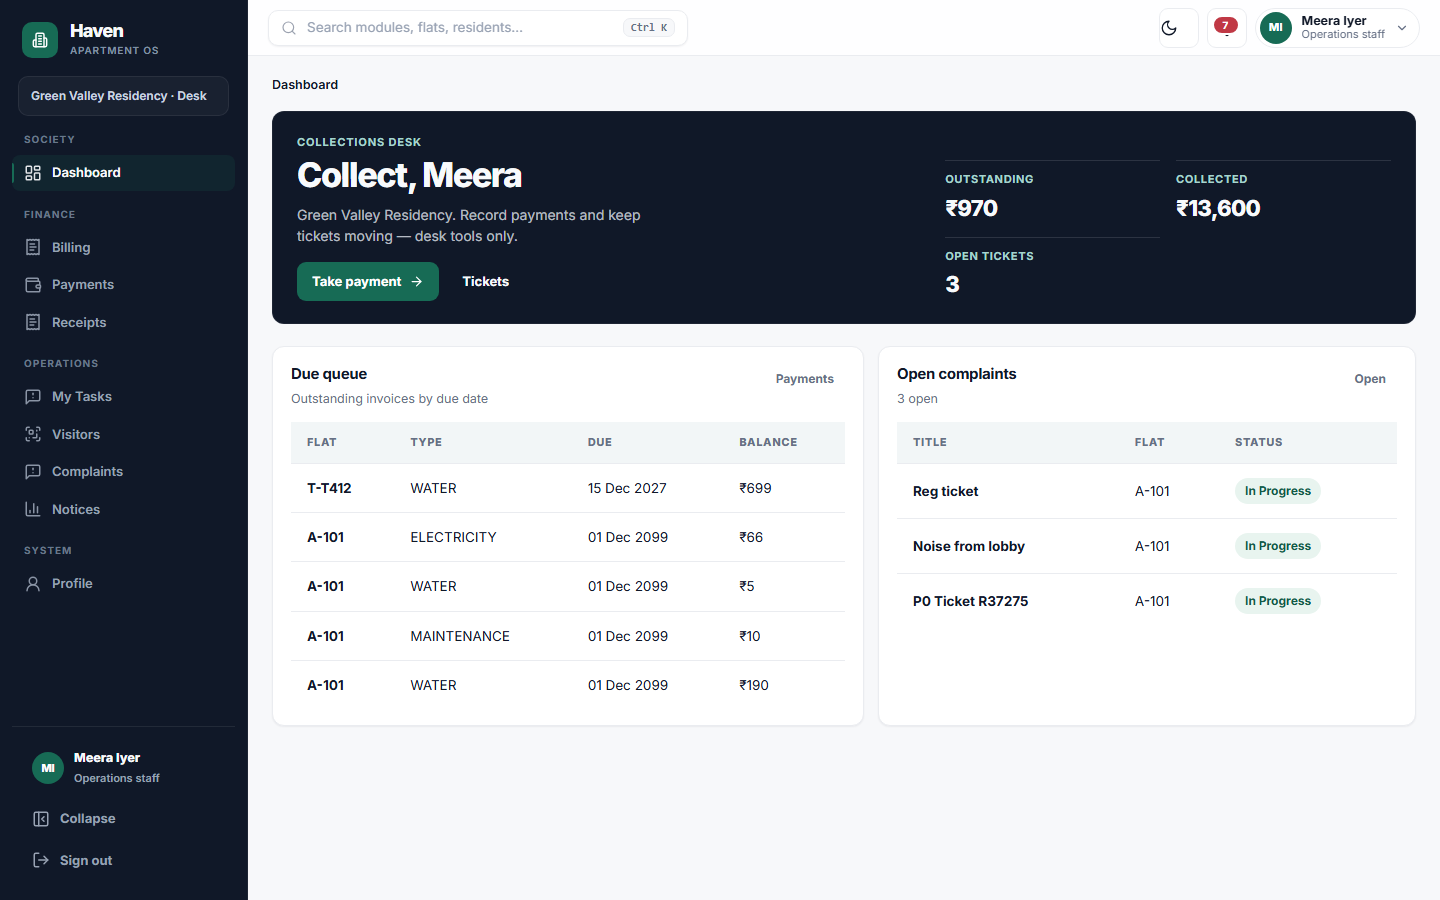 Haven
APARTMENT OS
Green Valley Residency · Desk
SOCIETY
Dashboard
FINANCE
Billing
Payments
Receipts
OPERATIONS
My Tasks
Visitors
Complaints
Notices
SYSTEM
Profile
MI
Meera Iyer
Operations staff
Collapse
Sign out
Search modules, flats, residents...
Ctrl K
7
MI
Meera Iyer
Operations staff
Dashboard
COLLECTIONS DESK
Collect, Meera
Green Valley Residency. Record payments and keep
tickets moving — desk tools only.
Take payment →
Tickets
OUTSTANDING
₹970
COLLECTED
₹13,600
OPEN TICKETS
3
Due queue
Outstanding invoices by due date
Payments
FLAT TYPE DUE BALANCE
T-T412 WATER 15 Dec 2027 ₹699
A-101 ELECTRICITY 01 Dec 2099 ₹66
A-101 WATER 01 Dec 2099 ₹5
A-101 MAINTENANCE 01 Dec 2099 ₹10
A-101 WATER 01 Dec 2099 ₹190
Open complaints
3 open
Open
TITLE FLAT STATUS
Reg ticket A-101 In Progress
Noise from lobby A-101 In Progress
P0 Ticket R37275 A-101 In Progress